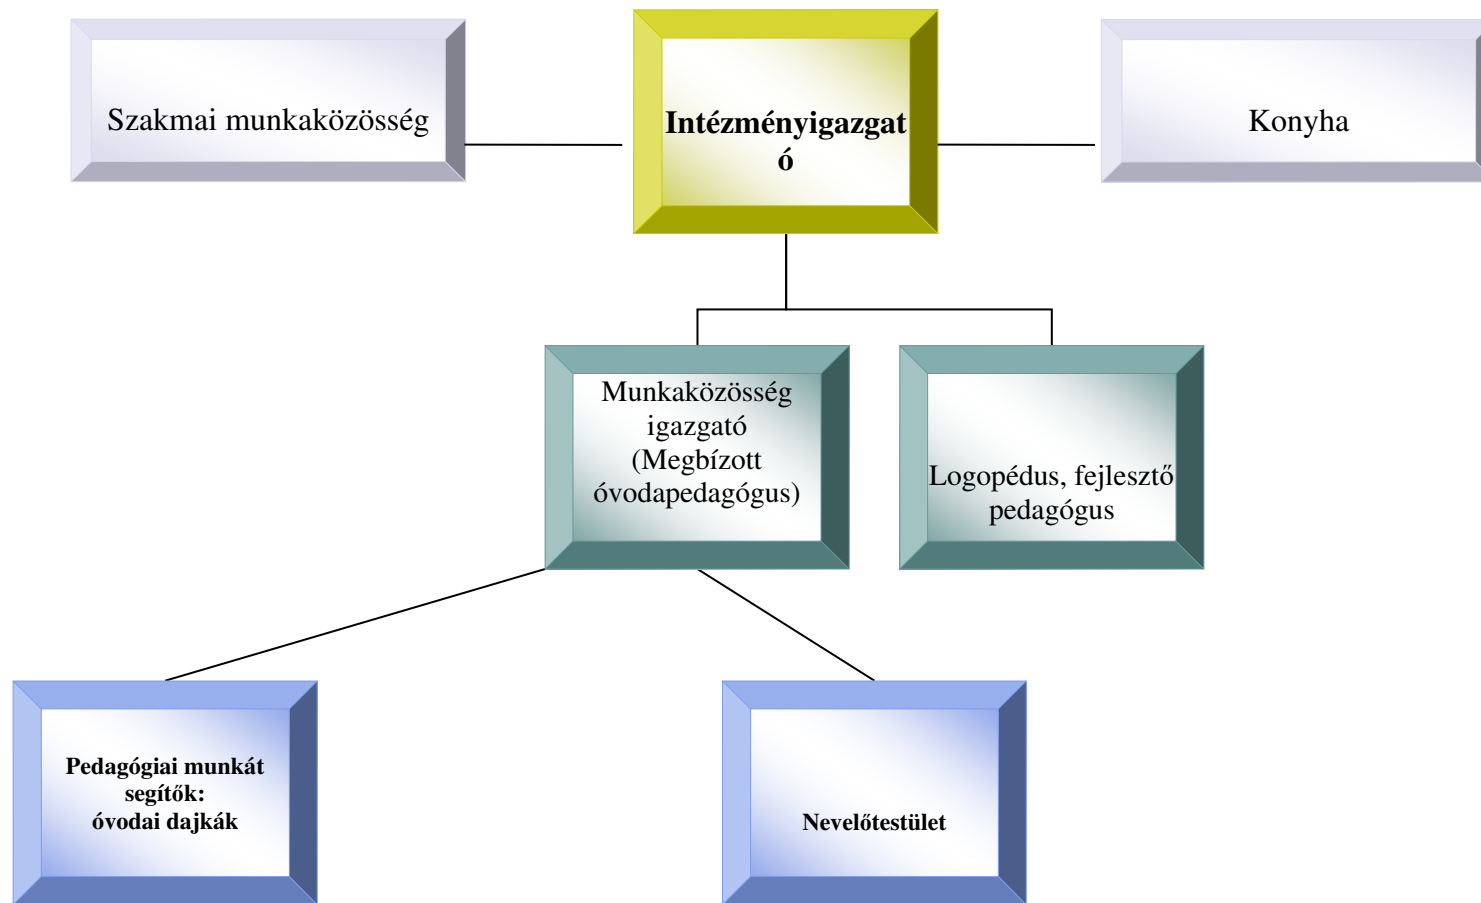 Szakmai munkaközösség
Intézményigazgat
ó
Konyha
Munkaközösség
igazgató
(Megbízott
óvodapedagógus)
Logopédus, fejlesztő
pedagógus
Pedagógiai munkát
segítők:
óvodai dajkák
Nevelőtestület